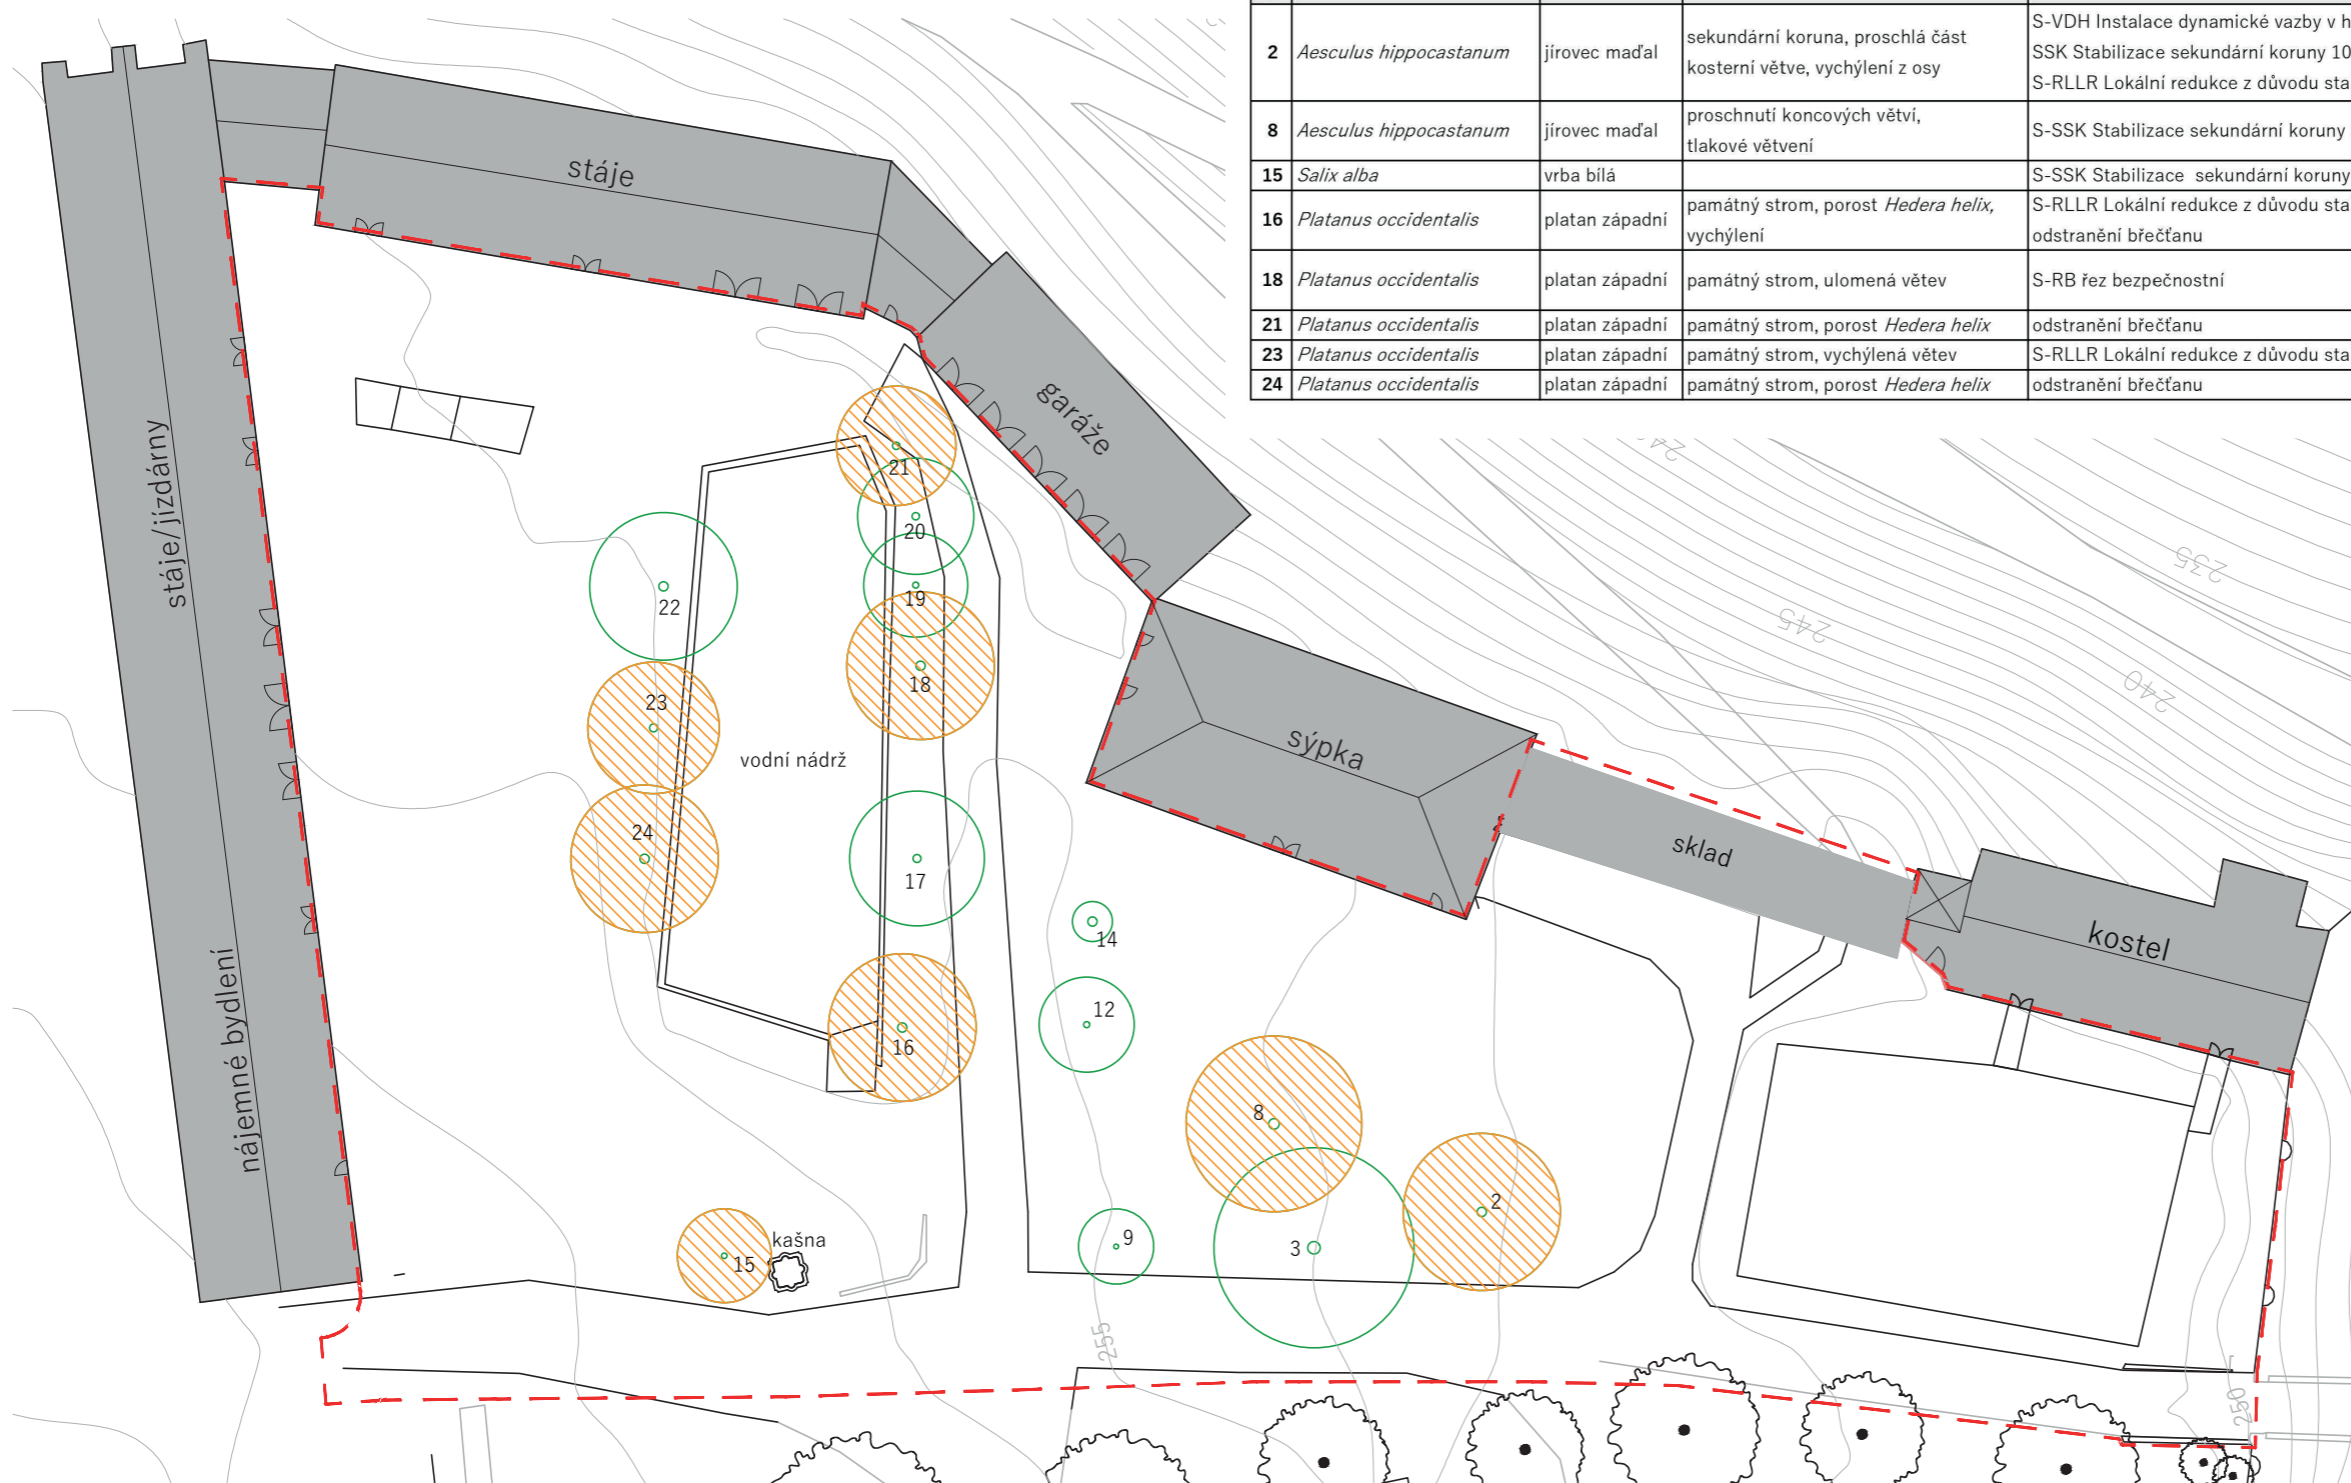 2 Aesculus hippocastanum jírovec maďal sekundární koruna, proschlá část kosterní větve, vychýlení z osy S-VDH Instalace dynamické vazby v h
SSK Stabilizace sekundární koruny 10
S-RLLR Lokální redukce z důvodu sta
8 Aesculus hippocastanum jírovec maďal proschnutí koncových větví, tlakové větvení S-SSK Stabilizace sekundární koruny
15 Salix alba vrba bílá S-SSK Stabilizace sekundární koruny
16 Platanus occidentalis platan západní památný strom, porost Hedera helix, vychýlení S-RLLR Lokální redukce z důvodu sta
odstranění břečťanu
18 Platanus occidentalis platan západní památný strom, ulomená větev S-RB řez bezpečnostní
21 Platanus occidentalis platan západní památný strom, porost Hedera helix odstranění břečťanu
23 Platanus occidentalis platan západní památný strom, vychýlená větev S-RLLR Lokální redukce z důvodu sta
24 Platanus occidentalis platan západní památný strom, porost Hedera helix odstranění břečťanu
stáje
garáže
stáje/jízdárny
nájemné bydlení
21
20
19
22
18
23
vodní nádrž
24
17
16
14
12
sýpka
sklad
kostel
8
2
3
9
15
kašna
235
245
240
255
250